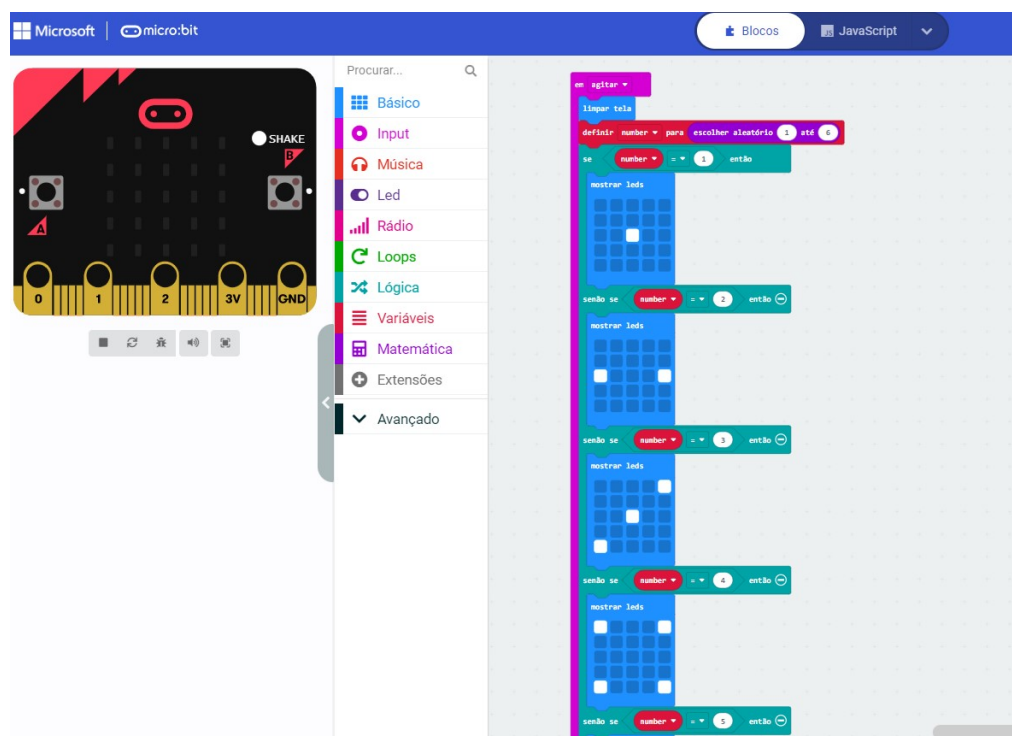 Microsoft micro:bit
Blocos
JavaScript
SHAKE
B
A
0 1 2 3V GND
Procurar...
Básico
Input
Música
Led
Rádio
Loops
Lógica
Variáveis
Matemática
Extensões
Avançado
em agitar
limpar tela
definir number para escolher aleatório 1 até 6
se number = 1 então
mostrar leds
senão se number = 2 então
mostrar leds
senão se number = 3 então
mostrar leds
senão se number = 4 então
mostrar leds
senão se number = 5 então